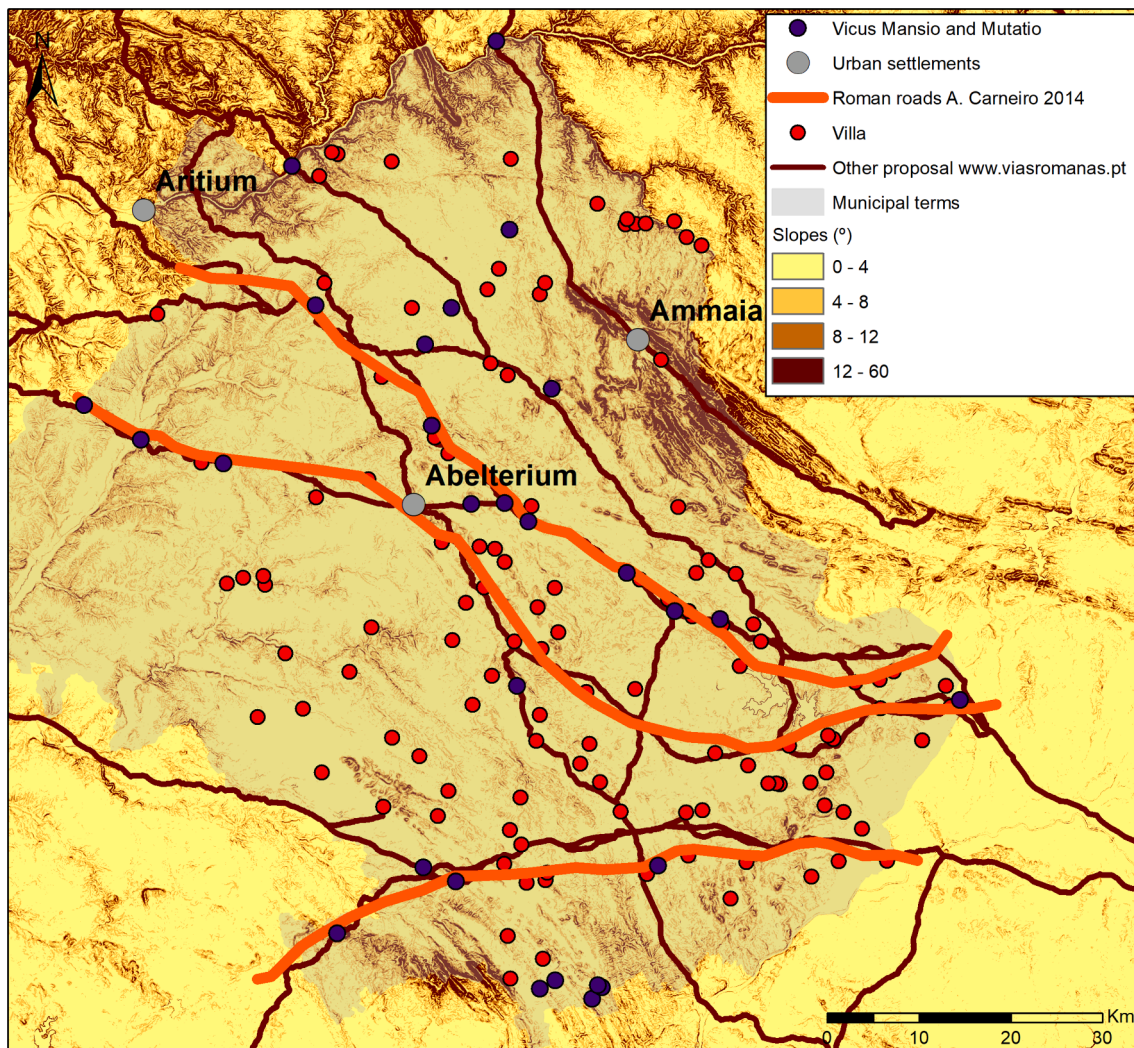 N
Vicus Mansio and Mutatio
Urban settlements
Roman roads A. Carneiro 2014
Villa
Other proposal www.viasromanas.pt
Municipal terms
Slopes (º)
0 - 4
4 - 8
8 - 12
12 - 60
Aritium
Ammaia
Abelterium
Km
0 10 20 30